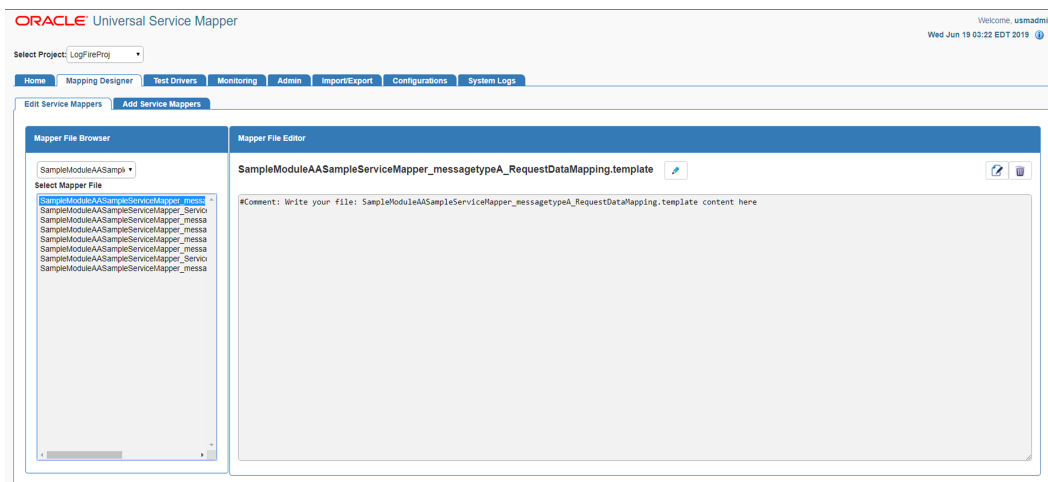 ORACLE Universal Service Mapper
Welcome, usmadmi
Wed Jun 19 03:22 EDT 2019
Select Project: LogFireProj
Home Mapping Designer Test Drivers Monitoring Admin Import/Export Configurations System Logs
Edit Service Mappers Add Service Mappers
Mapper File Browser
Mapper File Editor
SampleModuleAASampl
SampleModuleAASampleServiceMapper_messagetypeA_RequestDataMapping.template
Select Mapper File
SampleModuleAASampleServiceMapper_messa
SampleModuleAASampleServiceMapper_Servic
SampleModuleAASampleServiceMapper_messa
SampleModuleAASampleServiceMapper_messa
SampleModuleAASampleServiceMapper_messa
SampleModuleAASampleServiceMapper_messa
SampleModuleAASampleServiceMapper_Servic
SampleModuleAASampleServiceMapper_messa
#Comment: Write your file: SampleModuleAASampleServiceMapper_messagetypeA_RequestDataMapping.template content here